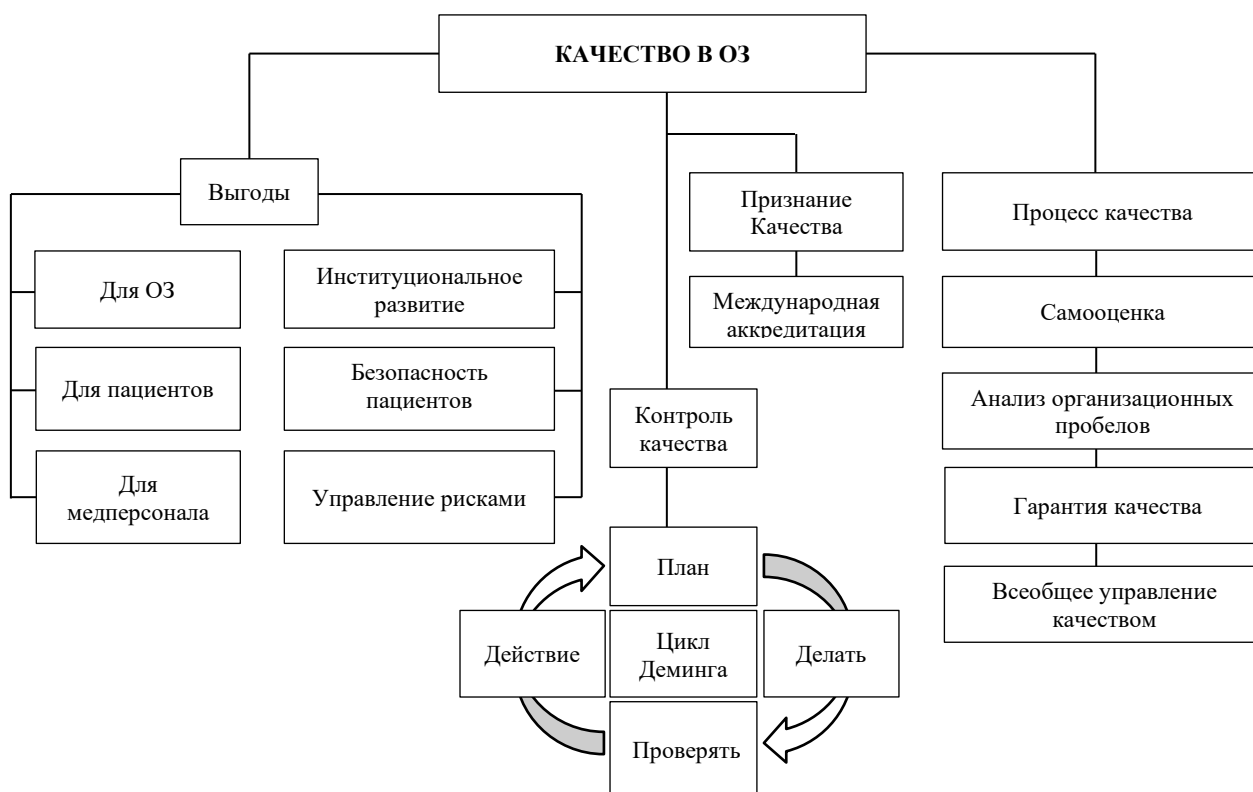 КАЧЕСТВО В ОЗ
Выгоды
Для ОЗ
Для пациентов
Для
медперсонала
Институциональное
развитие
Безопасность
пациентов
Управление рисками
Контроль
качества
План
Делать
Проверять
Действие
Цикл
Деминга
Признание
Качества
Международная
аккредитация
Процесс качества
Самооценка
Анализ организационных
пробелов
Гарантия качества
Всеобщее управление
качеством